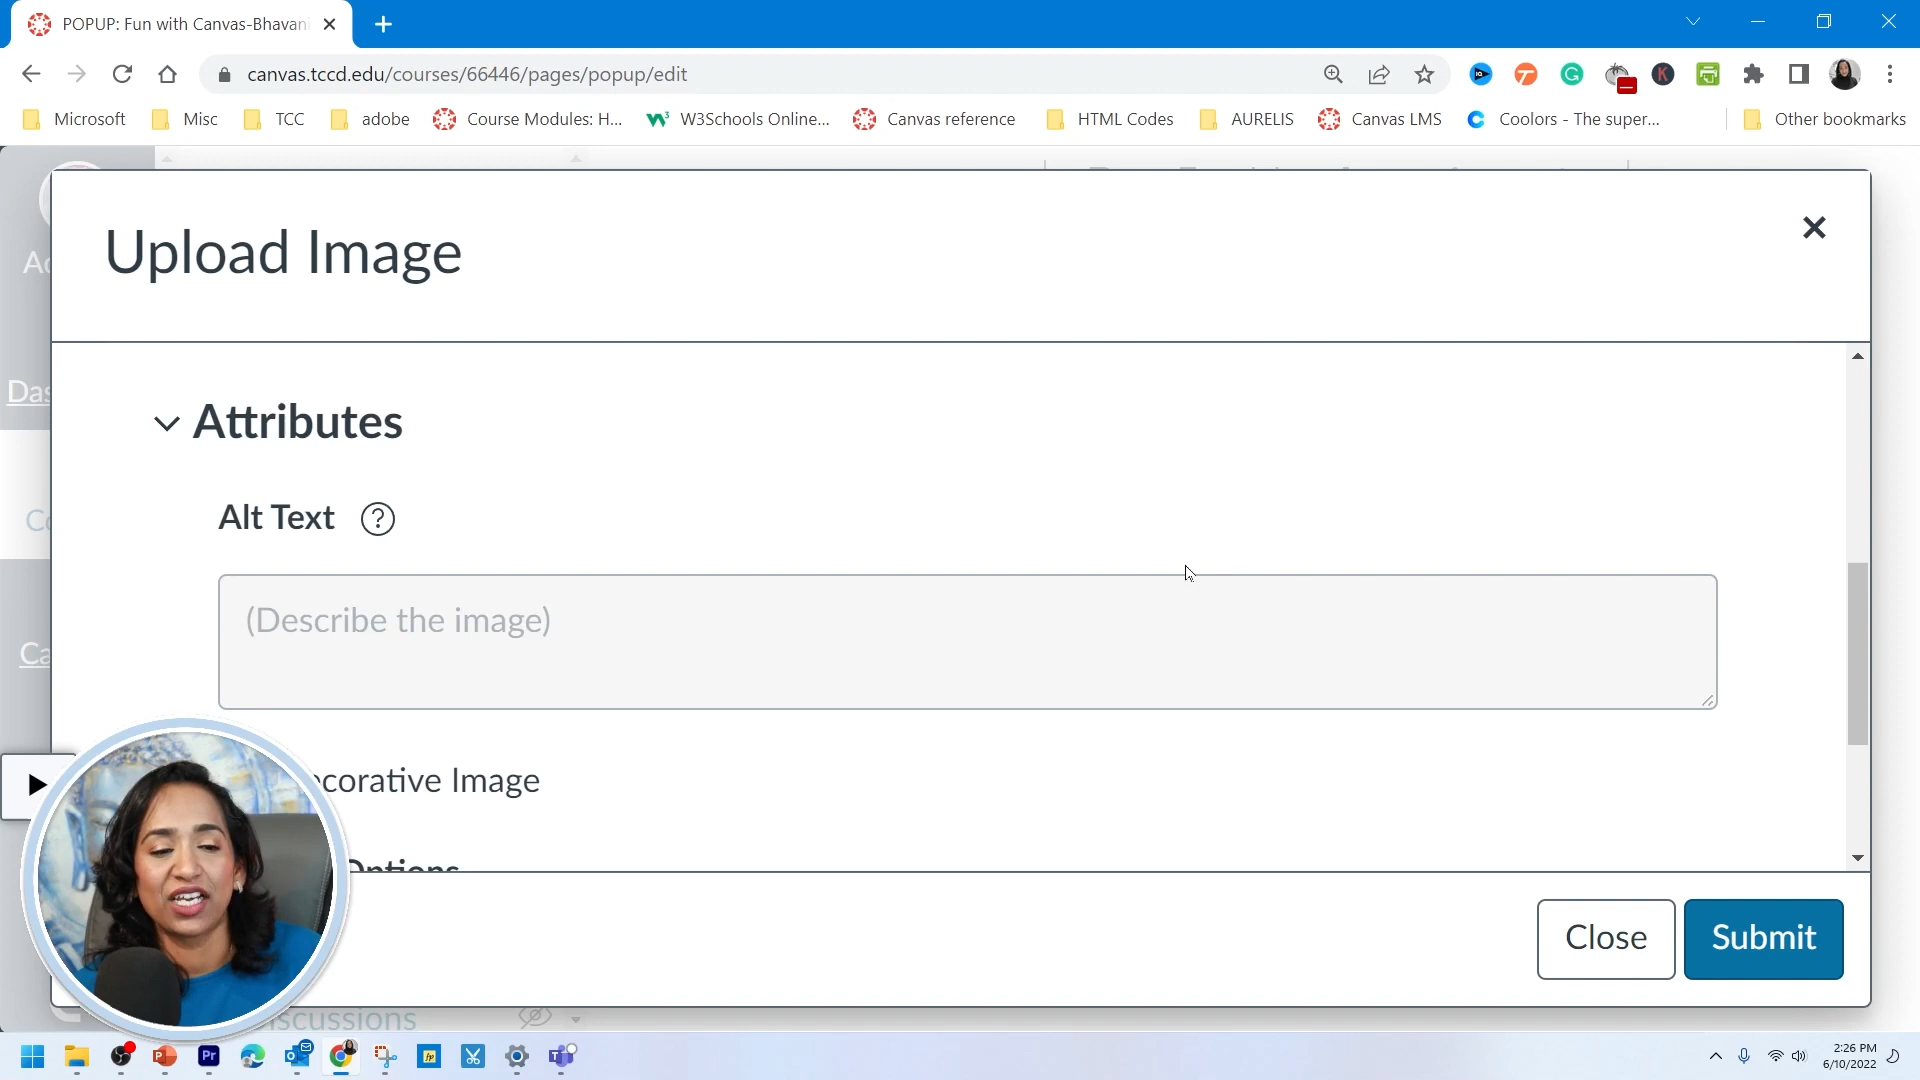 POPUP: Fun with Canvas-Bhavani
canvas.tccd.edu/courses/66446/pages/popup/edit
Microsoft Misc TCC adobe Course Modules: H... W3Schools Online... Canvas reference HTML Codes AURELIS Canvas LMS Coolors - The super... Other bookmarks
Upload Image
Attributes
Alt Text ?
(Describe the image)
corative Image
Options
Close Submit
scussions
2:26 PM
6/10/2022